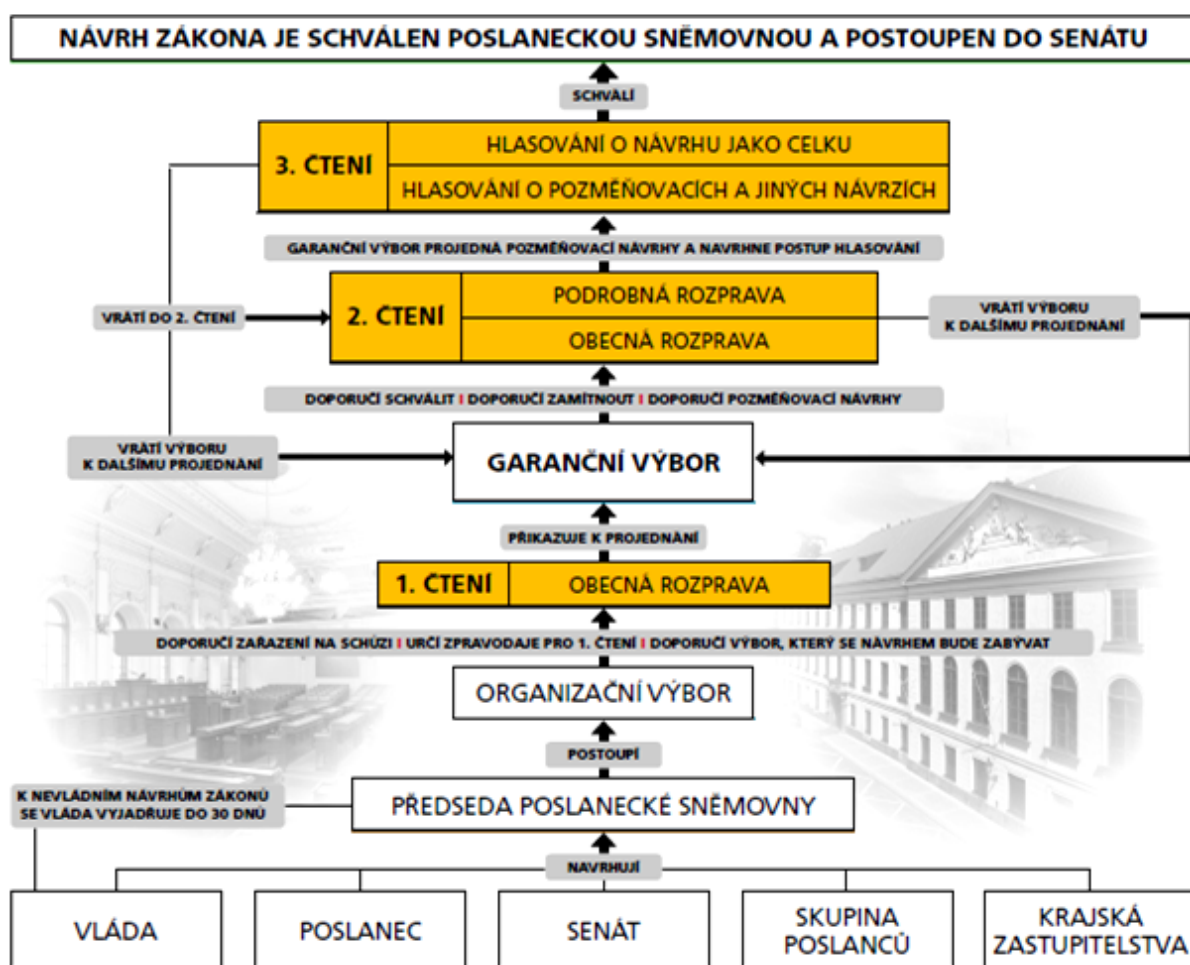 NÁVRH ZÁKONA JE SCHVÁLEN POSLANECKOU SNĚMOVNOU A POSTOUPEN DO SENÁTU
SCHVÁLÍ
3. ČTENÍ
HLASOVÁNÍ O NÁVRHU JAKO CELKU
HLASOVÁNÍ O POZMĚŇOVACÍCH A JINÝCH NÁVRZÍCH
GARANČNÍ VÝBOR PROJEDNÁ POZMĚŇOVACÍ NÁVRHY A NAVRHNE POSTUP HLASOVÁNÍ
VRÁTÍ DO 2. ČTENÍ
2. ČTENÍ
PODROBNÁ ROZPRAVA
OBECNÁ ROZPRAVA
VRÁTÍ VÝBORU
K DALŠÍMU PROJEDNÁNÍ
DOPORUČÍ SCHVÁLIT I DOPORUČÍ ZAMÍTNOUT I DOPORUČÍ POZMĚŇOVACÍ NÁVRHY
VRÁTÍ VÝBORU
K DALŠÍMU PROJEDNÁNÍ
GARANČNÍ VÝBOR
PŘIKAZUJE K PROJEDNÁNÍ
1. ČTENÍ
OBECNÁ ROZPRAVA
DOPORUČÍ ZAŘAZENÍ NA SCHŮZI I URČÍ ZPRAVODAJE PRO 1. ČTENÍ I DOPORUČÍ VÝBOR, KTERÝ SE NÁVRHEM BUDE ZABÝVAT
ORGANIZAČNÍ VÝBOR
POSTOUPÍ
K NEVLÁDNÍM NÁVRHŮM ZÁKONŮ
SE VLÁDA VYJADŘUJE DO 30 DNŮ
PŘEDSEDA POSLANECKÉ SNĚMOVNY
NAVRHUJÍ
VLÁDA
POSLANEC
SENÁT
SKUPINA
POSLANCŮ
KRAJSKÁ
ZASTUPITELSTVA